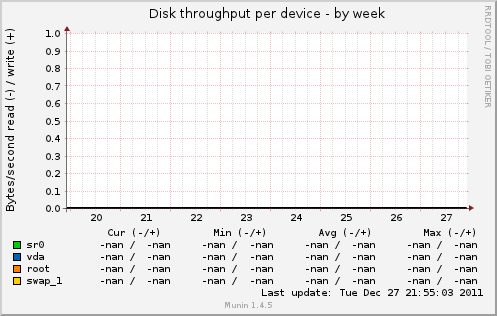 Disk throughput per device - by week
RRDTOOL / TOBI OETIKER
Bytes/second read (-) / write (+)
1.0
0.9
0.8
0.7
0.6
0.5
0.4
0.3
0.2
0.1
0.0
20 21 22 23 24 25 26 27
Cur (-/+) Min (-/+) Avg (-/+) Max (-/+)
sr0 -nan / -nan -nan / -nan -nan / -nan -nan / -nan
vda -nan / -nan -nan / -nan -nan / -nan -nan / -nan
root -nan / -nan -nan / -nan -nan / -nan -nan / -nan
swap_1 -nan / -nan -nan / -nan -nan / -nan -nan / -nan
Last update: Tue Dec 27 21:55:03 2011
Munin 1.4.5